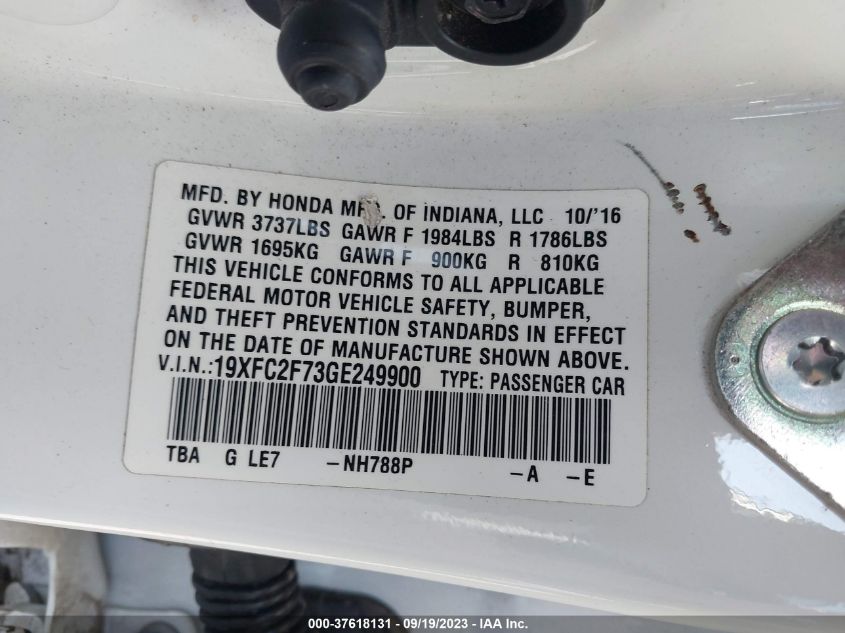 MFD. BY HONDA OF INDIANA, LLC 10/'16
GVWR 3737LBS GAWR F 1984LBS R 1786LBS
GVWR 1695KG GAWR F 900KG R 810KG
THIS VEHICLE CONFORMS TO ALL APPLICABLE
FEDERAL MOTOR VEHICLE SAFETY, BUMPER,
AND THEFT PREVENTION STANDARDS IN EFFECT
ON THE DATE OF MANUFACTURE SHOWN ABOVE.
V.I.N.:19XFC2F73GE249900 TYPE: PASSENGER CAR
TBA G LE7 -NH788P -A -E
000-37618131 - 09/19/2023 - IAA Inc.